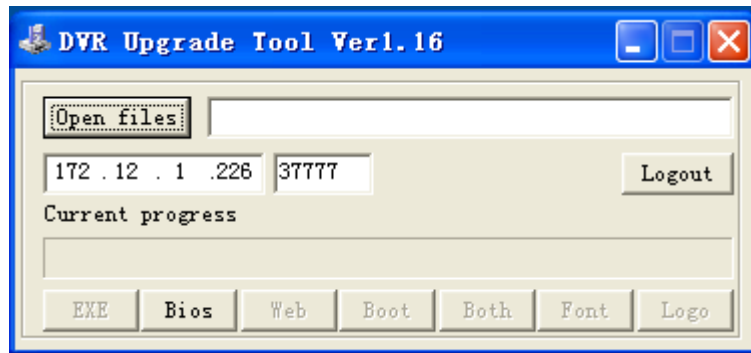 DVR Upgrade Tool Ver1.16
Open files
172 . 12 . 1 .226 37777 Logout
Current progress
EXE Bios Web Boot Both Font Logo